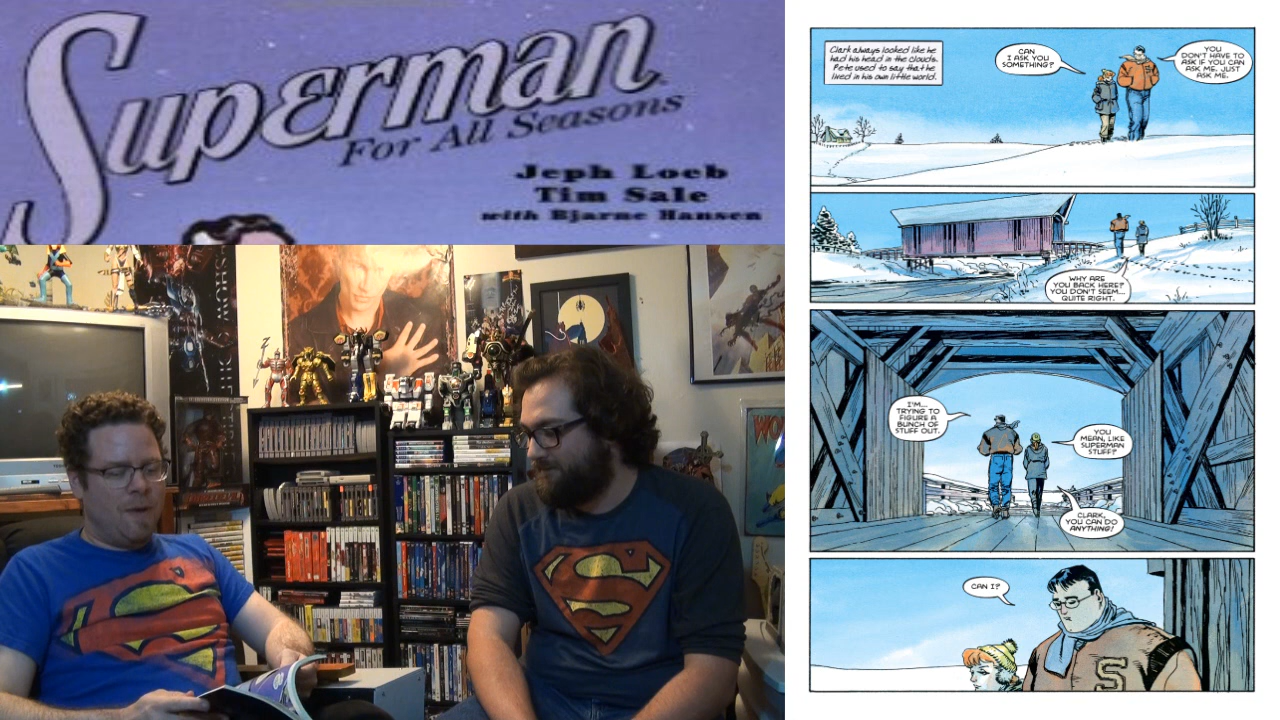 Superman
For All Seasons
Jeph Loeb
Tim Sale
with Bjarne Hansen
Clark always looked like he
had his head in the clouds.
Pete used to say that he
lived in his own little world.
CAN
I ASK YOU
SOMETHING?
YOU
DON'T HAVE TO
ASK IF YOU CAN
ASK ME. JUST
ASK ME.
WHY ARE
YOU BACK HERE?
YOU DON'T SEEM...
QUITE RIGHT.
I'M...
TRYING TO
FIGURE A
BUNCH OF
STUFF OUT.
YOU
MEAN, LIKE
SUPERMAN
STUFF?
CLARK,
YOU CAN DO
ANYTHING!
CAN I?
S